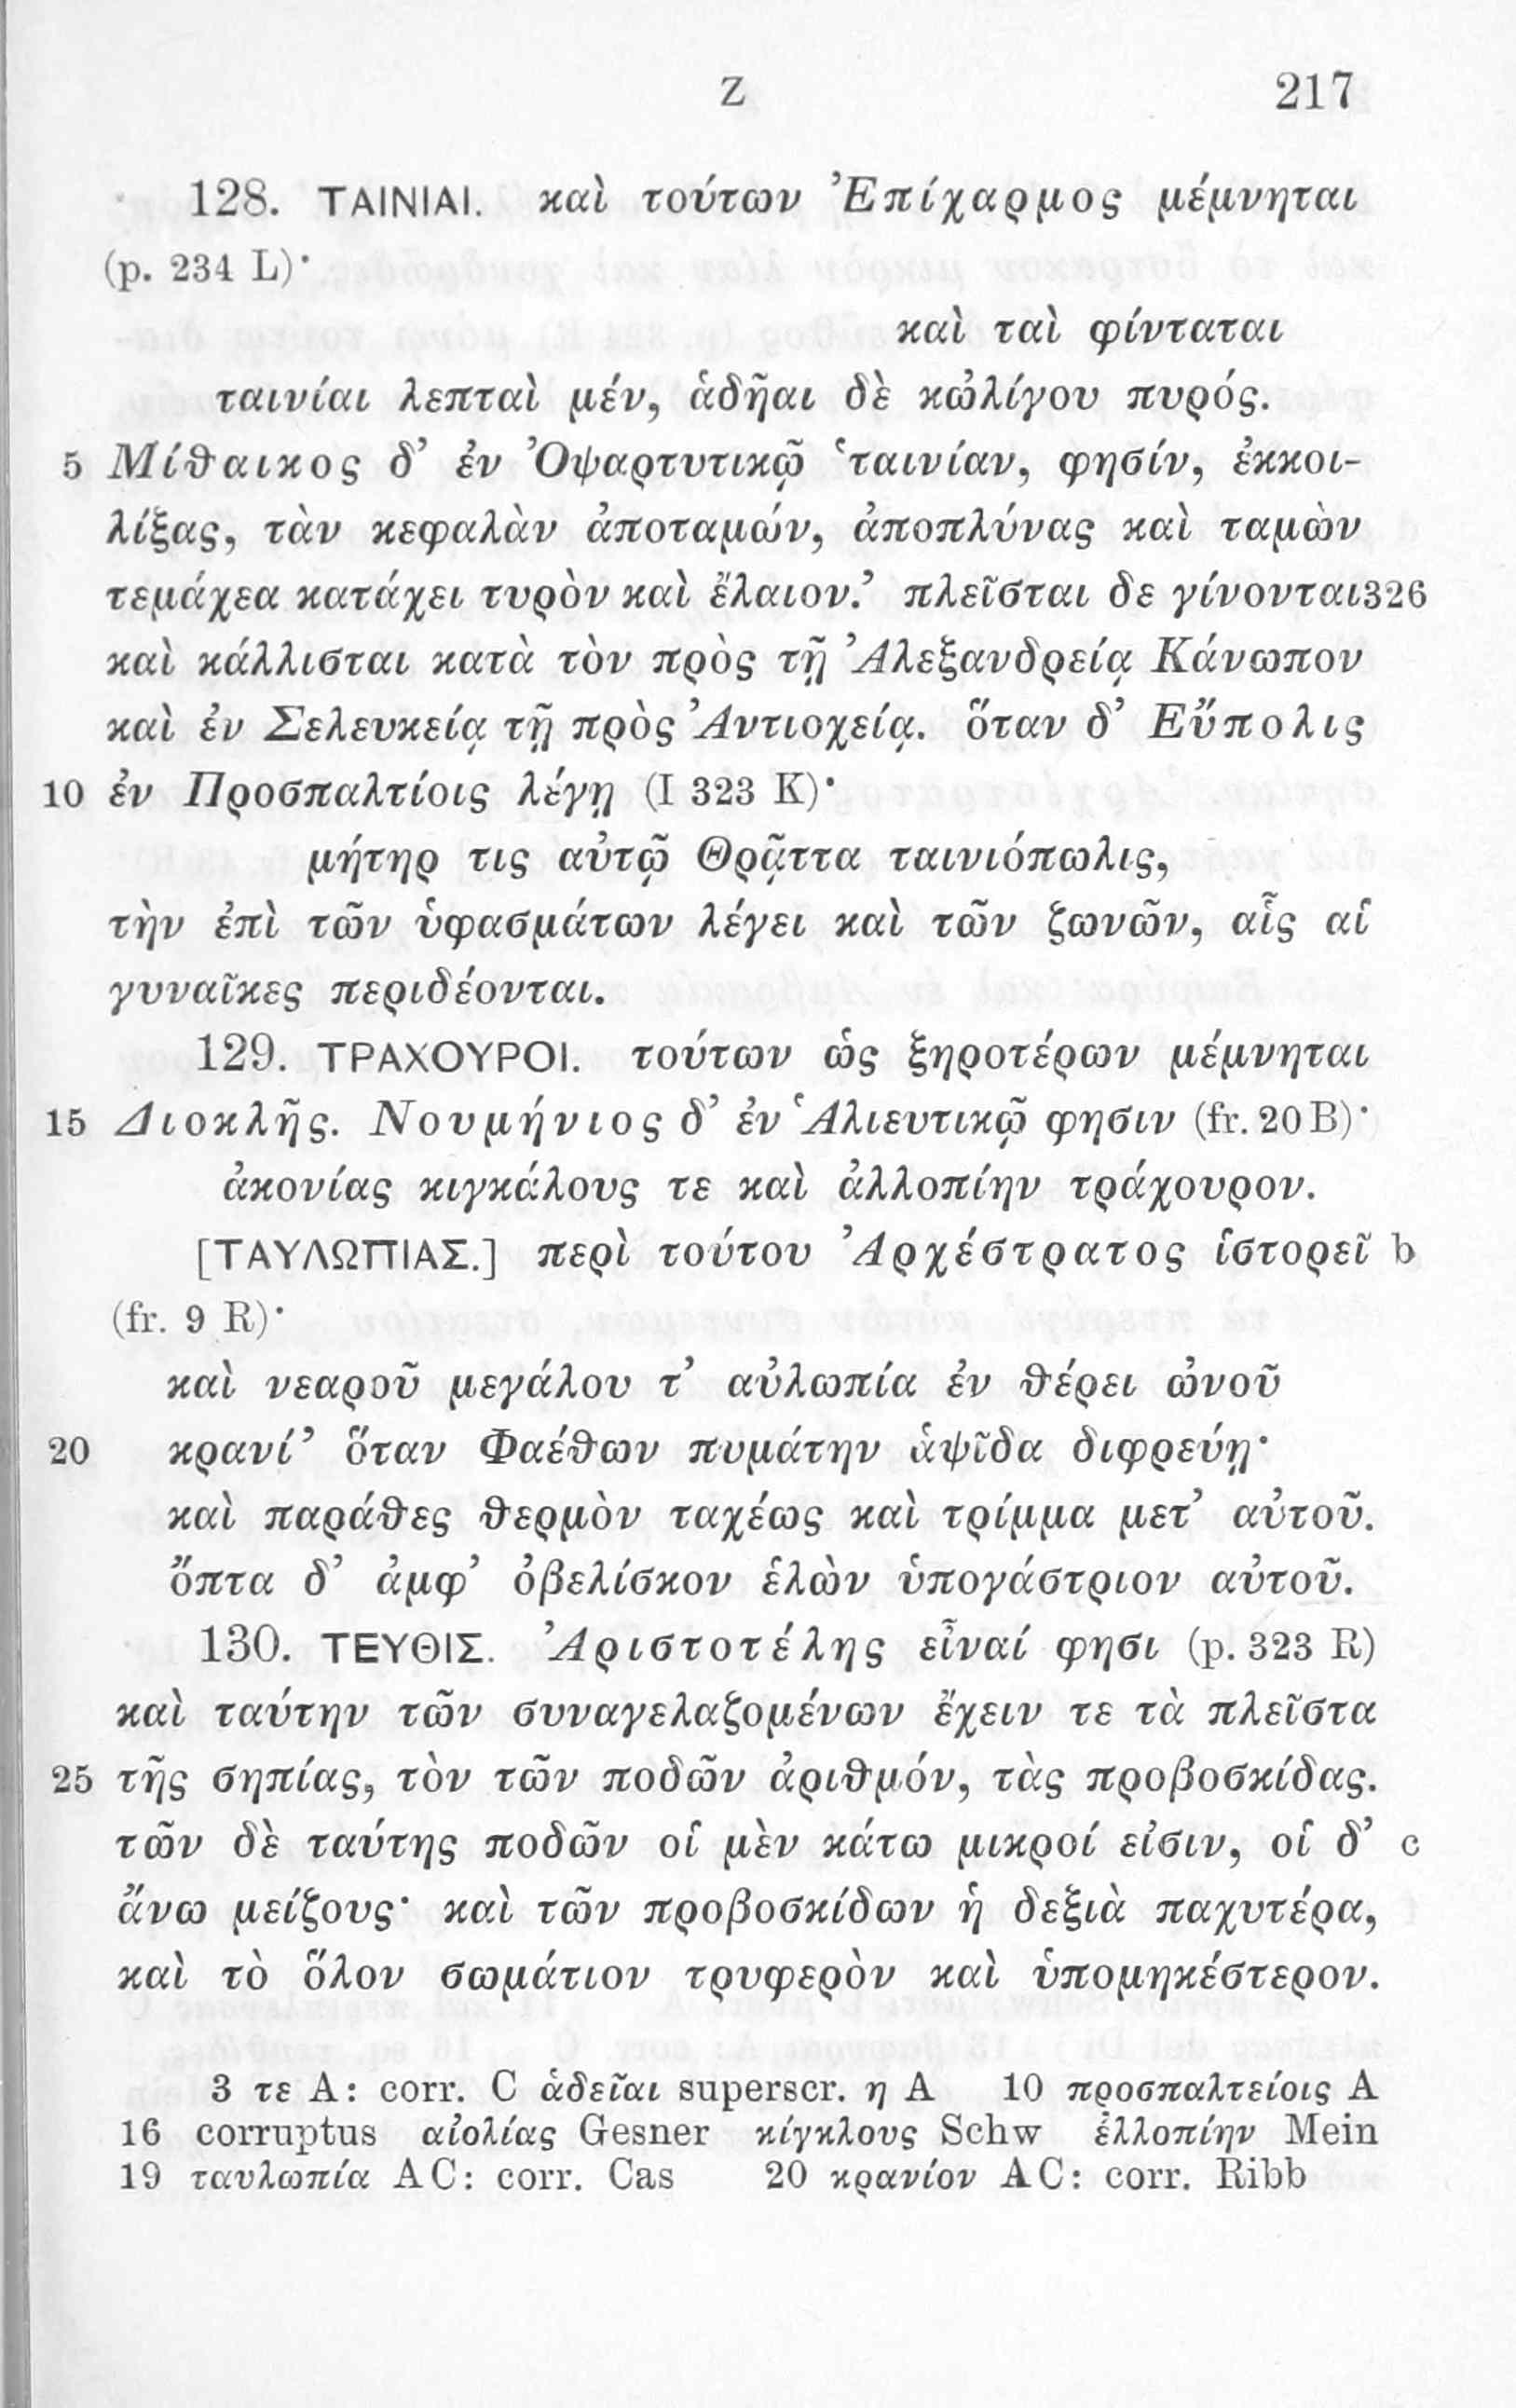 Z 217
128. ΤΑΙΝΙΑΙ. καὶ τούτων Ἐπίχαρμος μέμνηται
(p. 234 L)·
καὶ ταὶ φίνταται
ταινίαι λεπταὶ μέν, ἁδῆαι δὲ κὠλίγου πυρός.
5 Μίθαικος δ’ ἐν Ὀψαρτυτικῷ ‘ταινίαν, φησίν, ἐκκοι-
λίξας, τὰν κεφαλὰν ἀποταμών, ἀποπλύνας καὶ ταμὼν
τεμάχεα κατάχει τυρὸν καὶ ἔλαιον.’ πλεῖσται δε γίνονται 326
καὶ κάλλισται κατὰ τὸν πρὸς τῇ Ἀλεξανδρείᾳ Κάνωπον
καὶ ἐν Σελευκείᾳ τῇ πρὸς Ἀντιοχείᾳ. ὅταν δ’ Εὔπολις
10 ἐν Προσπαλτίοις λέγῃ (I 323 K)·
μήτηρ τις αὐτῷ Θρᾷττα ταινιόπωλις,
τὴν ἐπὶ τῶν ὑφασμάτων λέγει καὶ τῶν ζωνῶν, αἷς αἱ
γυναῖκες περιδέονται.
129. ΤΡΑΧΟΥΡΟΙ. τούτων ὡς ξηροτέρων μέμνηται
15 Διοκλῆς. Νουμήνιος δ’ ἐν Ἁλιευτικῷ φησιν (fr. 20 B)·
ἀκονίας κιγκάλους τε καὶ ἀλλοπίην τράχουρον.
[ΤΑΥΛΩΠΙΑΣ.] περὶ τούτου Ἀρχέστρατος ἱστορεῖ b
(fr. 9 R)·
καὶ νεαροῦ μεγάλου τ’ αὐλωπία ἐν θέρει ὠνοῦ
20 κρανί’ ὅταν Φαέθων πυμάτην ἁψῖδα διφρεύῃ·
καὶ παράθες θερμὸν ταχέως καὶ τρίμμα μετ’ αὐτοῦ.
ὄπτα δ’ ἀμφ’ ὀβελίσκον ἑλὼν ὑπογάστριον αὐτοῦ.
130. ΤΕΥΘΙΣ. Ἀριστοτέλης εἶναί φησι (p. 323 R)
καὶ ταύτην τῶν συναγελαζομένων ἔχειν τε τὰ πλεῖστα
25 τῆς σηπίας, τὸν τῶν ποδῶν ἀριθμόν, τὰς προβοσκίδας.
τῶν δὲ ταύτης ποδῶν οἱ μὲν κάτω μικροί εἰσιν, οἱ δ’ c
ἄνω μείζους· καὶ τῶν προβοσκίδων ἡ δεξιὰ παχυτέρα,
καὶ τὸ ὅλον σωμάτιον τρυφερὸν καὶ ὑπομηκέστερον.
3 τε A: corr. C ἁδεῖαι superscr. η A 10 προσπαλτείοις A
16 corruptus αἰολίας Gesner κίγκλους Schw ἐλλοπίην Mein
19 ταυλωπία AC: corr. Cas 20 κρανίον AC: corr. Ribb